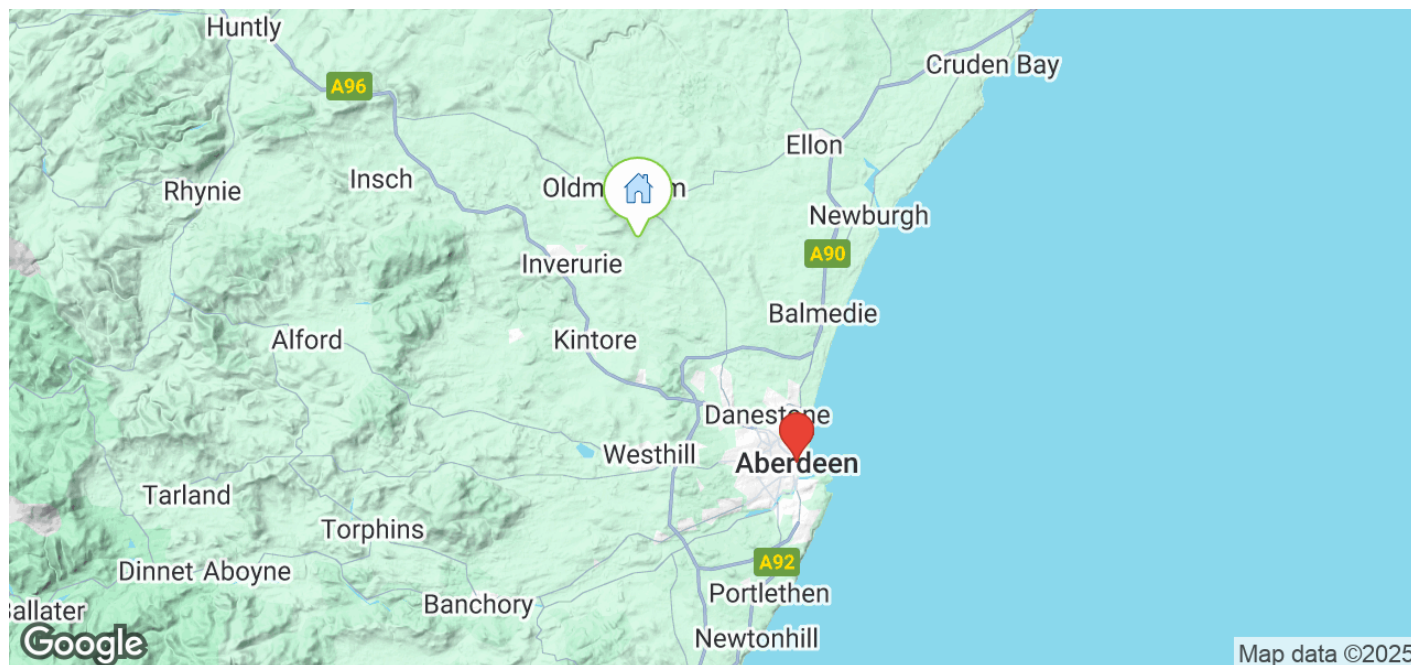 Huntly
Cruden Bay
A96
Ellon
Rhynie
Insch
Newburgh
A90
Inverurie
Balmedie
Alford
Kintore
Danestone
Westhill
Aberdeen
Tarland
Torphins
A92
Dinnet Aboyne
Portlethen
Banchory
Newtonhill
Google
Map data ©2025